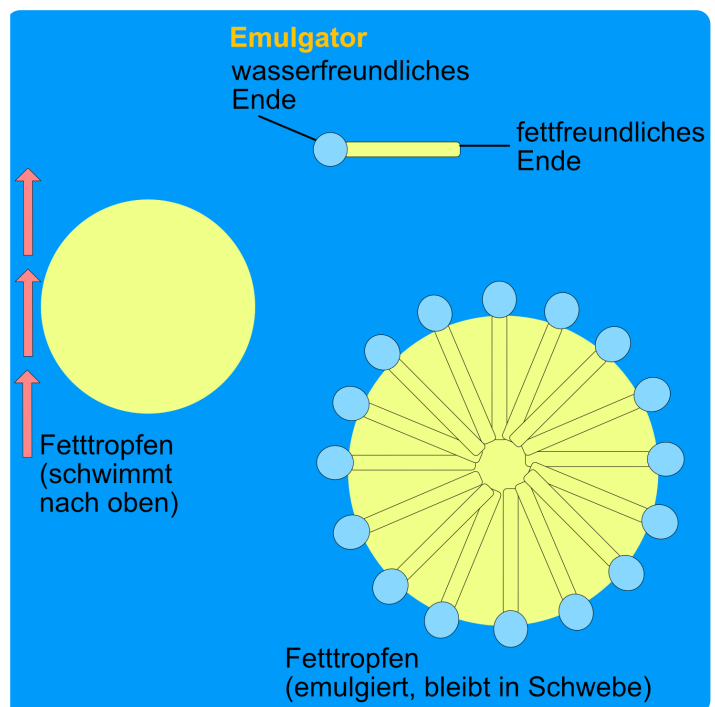 Emulgator
wasserfreundliches
Ende
fettfreundliches
Ende
Fetttropfen
(schwimmt
nach oben)
Fetttropfen
(emulgiert, bleibt in Schwebe)